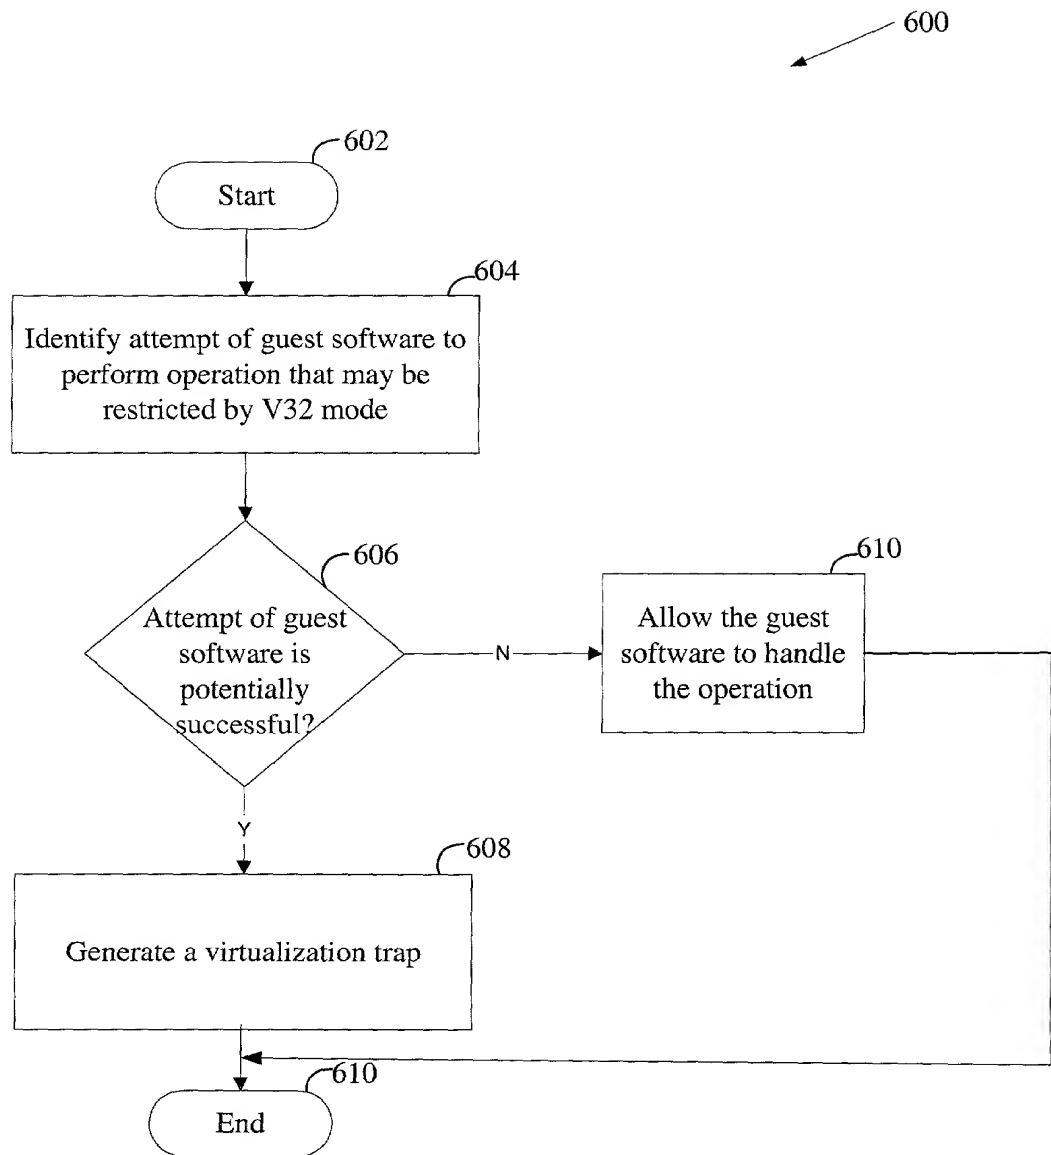 600
602
Start
604
Identify attempt of guest software to
perform operation that may be
restricted by V32 mode
606
Attempt of guest
software is
potentially
successful?
N
610
Allow the guest
software to handle
the operation
Y
608
Generate a virtualization trap
610
End